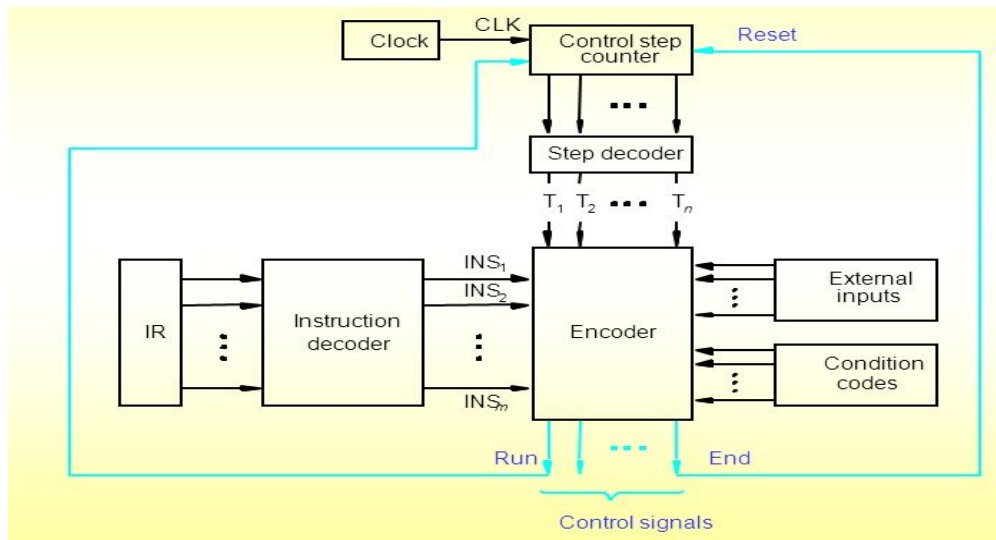 CLK
Clock
Control step
counter
Reset
Step decoder
T1 T2 Tn
INS1
INS2
INSm
IR
Instruction
decoder
Encoder
External
inputs
Condition
codes
Run
End
Control signals